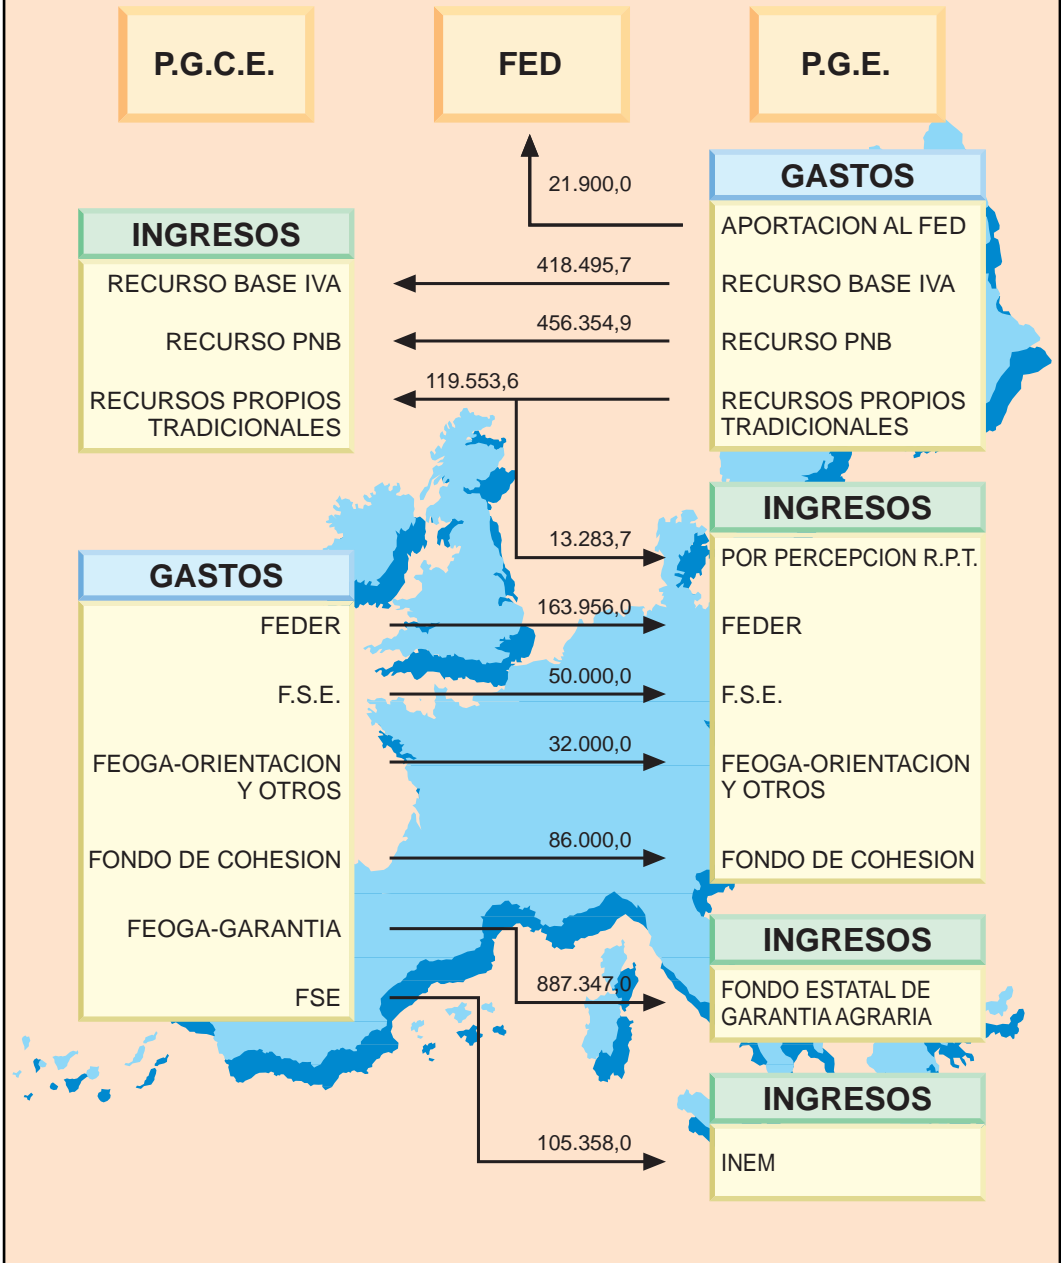 P.G.C.E.
FED
P.G.E.
21.900,0
GASTOS
APORTACION AL FED
INGRESOS
RECURSO BASE IVA
418.495,7
RECURSO BASE IVA
RECURSO PNB
456.354,9
RECURSO PNB
RECURSOS PROPIOS
TRADICIONALES
119.553,6
RECURSOS PROPIOS
TRADICIONALES
INGRESOS
13.283,7
POR PERCEPCION R.P.T.
GASTOS
FEDER
163.956,0
FEDER
F.S.E.
50.000,0
F.S.E.
FEOGA-ORIENTACION
Y OTROS
32.000,0
FEOGA-ORIENTACION
Y OTROS
FONDO DE COHESION
86.000,0
FONDO DE COHESION
FEOGA-GARANTÍA
INGRESOS
887.347,0
FONDO ESTATAL DE
GARANTIA AGRARIA
FSE
INGRESOS
105.358,0
INEM